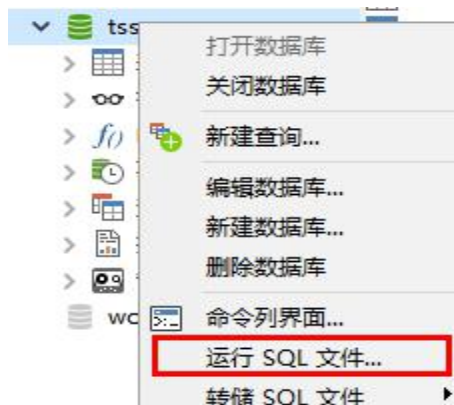 tss
打开数据库
关闭数据库
新建查询...
编辑数据库...
新建数据库...
删除数据库
命令列界面...
运行 SQL 文件...
转储 SQL 文件